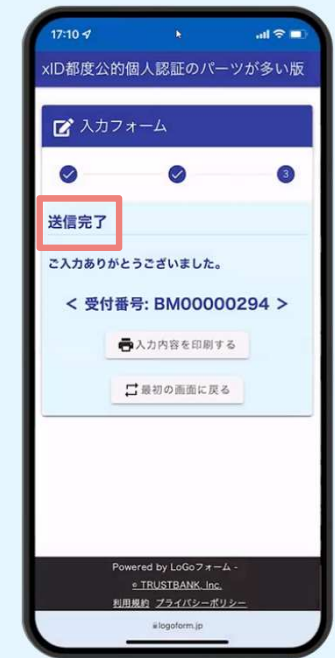 17:10
xID都度公的個人認証のパーツが多い版
入力フォーム
3
送信完了
ご入力ありがとうございました。
< 受付番号: BM00000294 >
入力内容を印刷する
最初の画面に戻る
Powered by LoGoフォーム -
© TRUSTBANK, Inc.
利用規約 プライバシーポリシー
logoform.jp